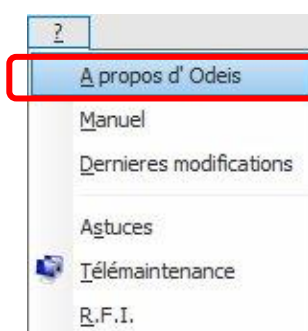 ?
A propos d' Odeis
Manuel
Dernieres modifications
Astuces
Télémaintenance
R.F.I.